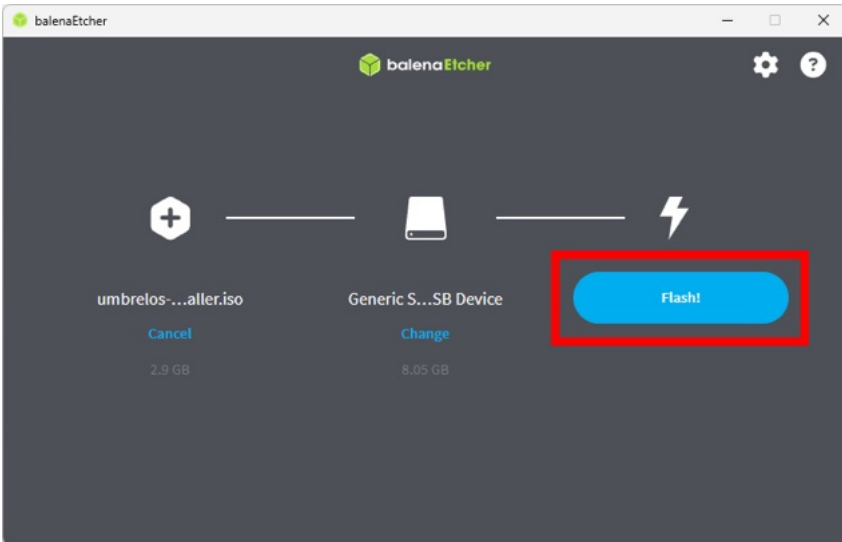 balenaEtcher
balenaEtcher
umbrelos-...aller.iso
Cancel
2.9 GB
Generic S...SB Device
Change
8.05 GB
Flash!